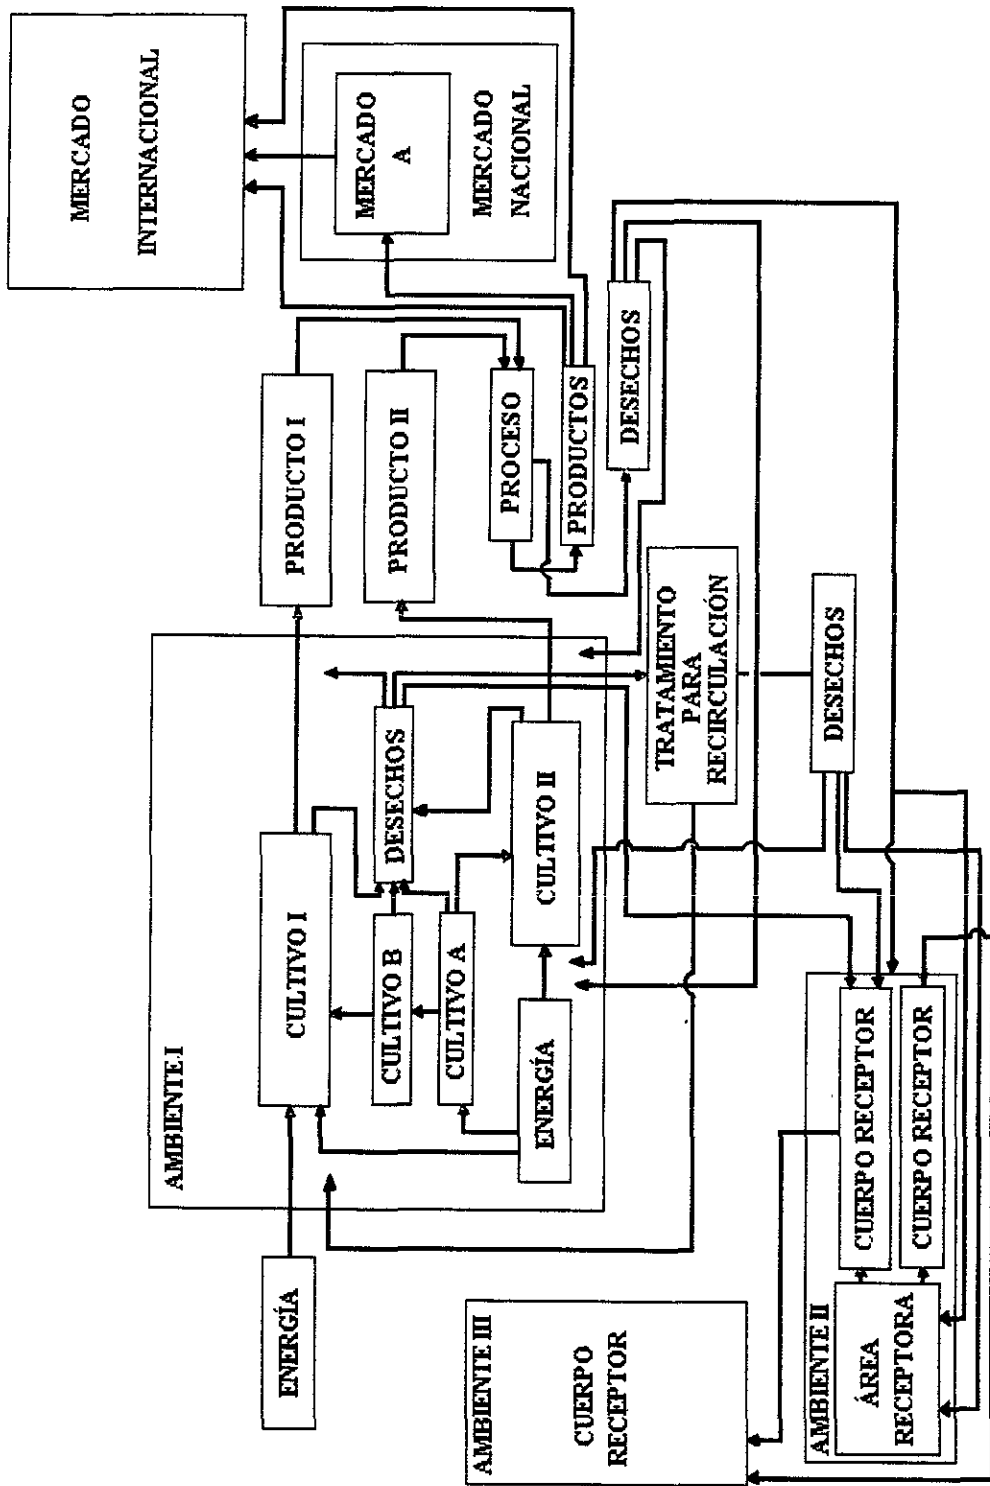 AMBIENTE I
ENERGÍA
CULTIVO I
PRODUCTO I
MERCADO
INTERNACIONAL
CULTIVO B
DESECHOS
PRODUCTO II
MERCADO
A
CULTIVO A
MERCADO
NACIONAL
ENERGÍA
CULTIVO II
PROCESO
PRODUCTOS
DESECHOS
AMBIENTE III
CUERPO
RECEPTOR
TRATAMIENTO
PARA
RECIRCULACIÓN
DESECHOS
AMBIENTE II
ÁREA
RECEPTORA
CUERPO RECEPTOR
CUERPO RECEPTOR